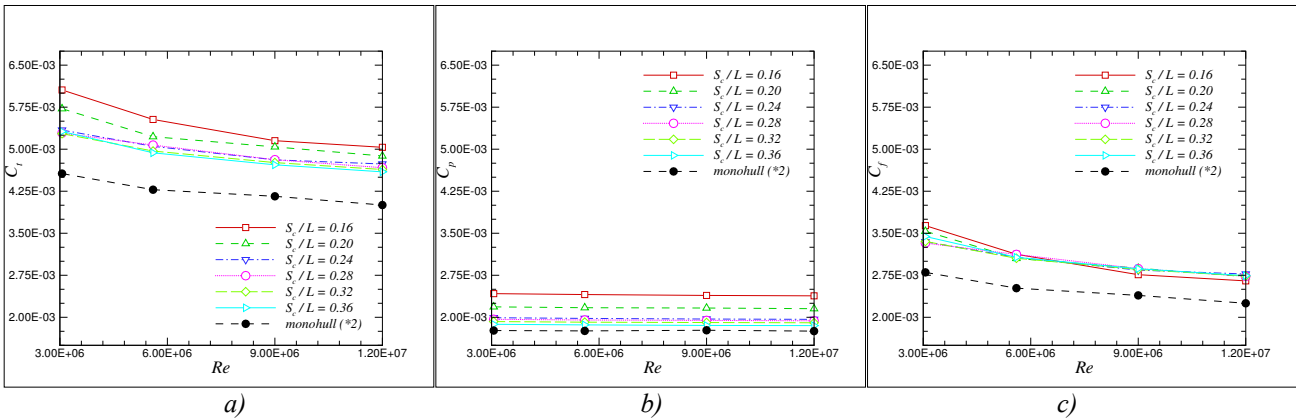 6.50E-03
5.75E-03
5.00E-03
4.25E-03
3.50E-03
2.75E-03
2.00E-03
C_t
S_c / L = 0.16
S_c / L = 0.20
S_c / L = 0.24
S_c / L = 0.28
S_c / L = 0.32
S_c / L = 0.36
monohull (*2)
3.00E+06 6.00E+06 9.00E+06 1.20E+07
Re
a)
6.50E-03
5.75E-03
5.00E-03
4.25E-03
3.50E-03
2.75E-03
2.00E-03
C_p
S_c / L = 0.16
S_c / L = 0.20
S_c / L = 0.24
S_c / L = 0.28
S_c / L = 0.32
S_c / L = 0.36
monohull (*2)
3.00E+06 6.00E+06 9.00E+06 1.20E+07
Re
b)
6.50E-03
5.75E-03
5.00E-03
4.25E-03
3.50E-03
2.75E-03
2.00E-03
C_f
S_c / L = 0.16
S_c / L = 0.20
S_c / L = 0.24
S_c / L = 0.28
S_c / L = 0.32
S_c / L = 0.36
monohull (*2)
3.00E+06 6.00E+06 9.00E+06 1.20E+07
Re
c)